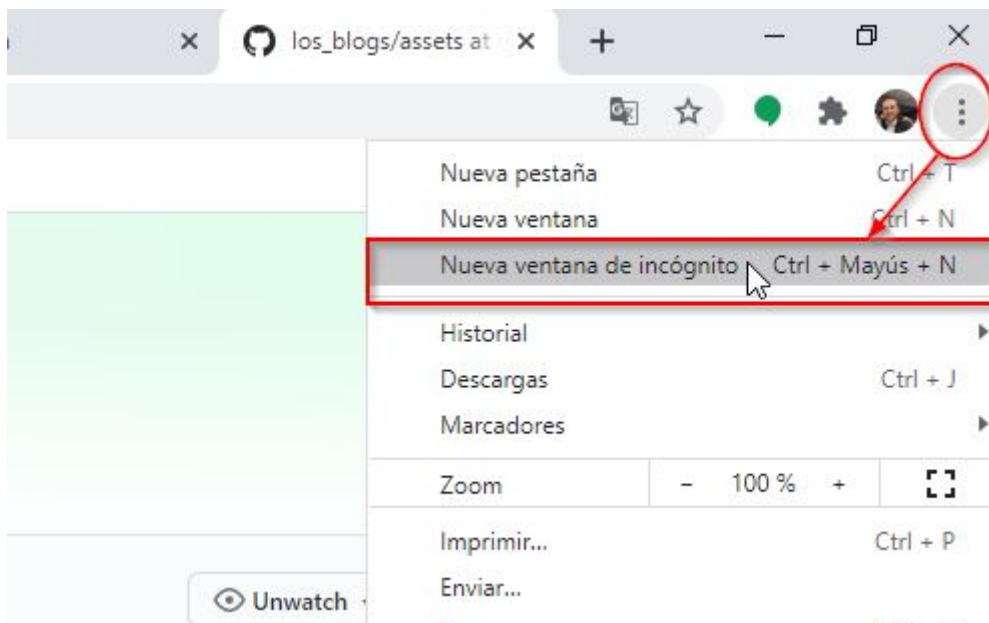 los_blogs/assets at
Nueva pestaña Ctrl + T
Nueva ventana Ctrl + N
Nueva ventana de incógnito Ctrl + Mayús + N
Historial
Descargas Ctrl + J
Marcadores
Zoom - 100 % +
Imprimir... Ctrl + P
Enviar...
Unwatch